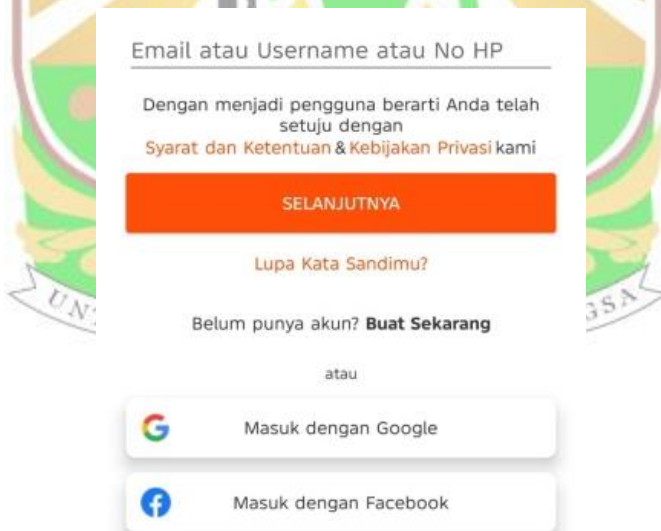 Email atau Username atau No HP
Dengan menjadi pengguna berarti Anda telah
setuju dengan
Syarat dan Ketentuan & Kebijakan Privasi kami
SELANJUTNYA
Lupa Kata Sandimu?
Belum punya akun? Buat Sekarang
atau
Masuk dengan Google
Masuk dengan Facebook